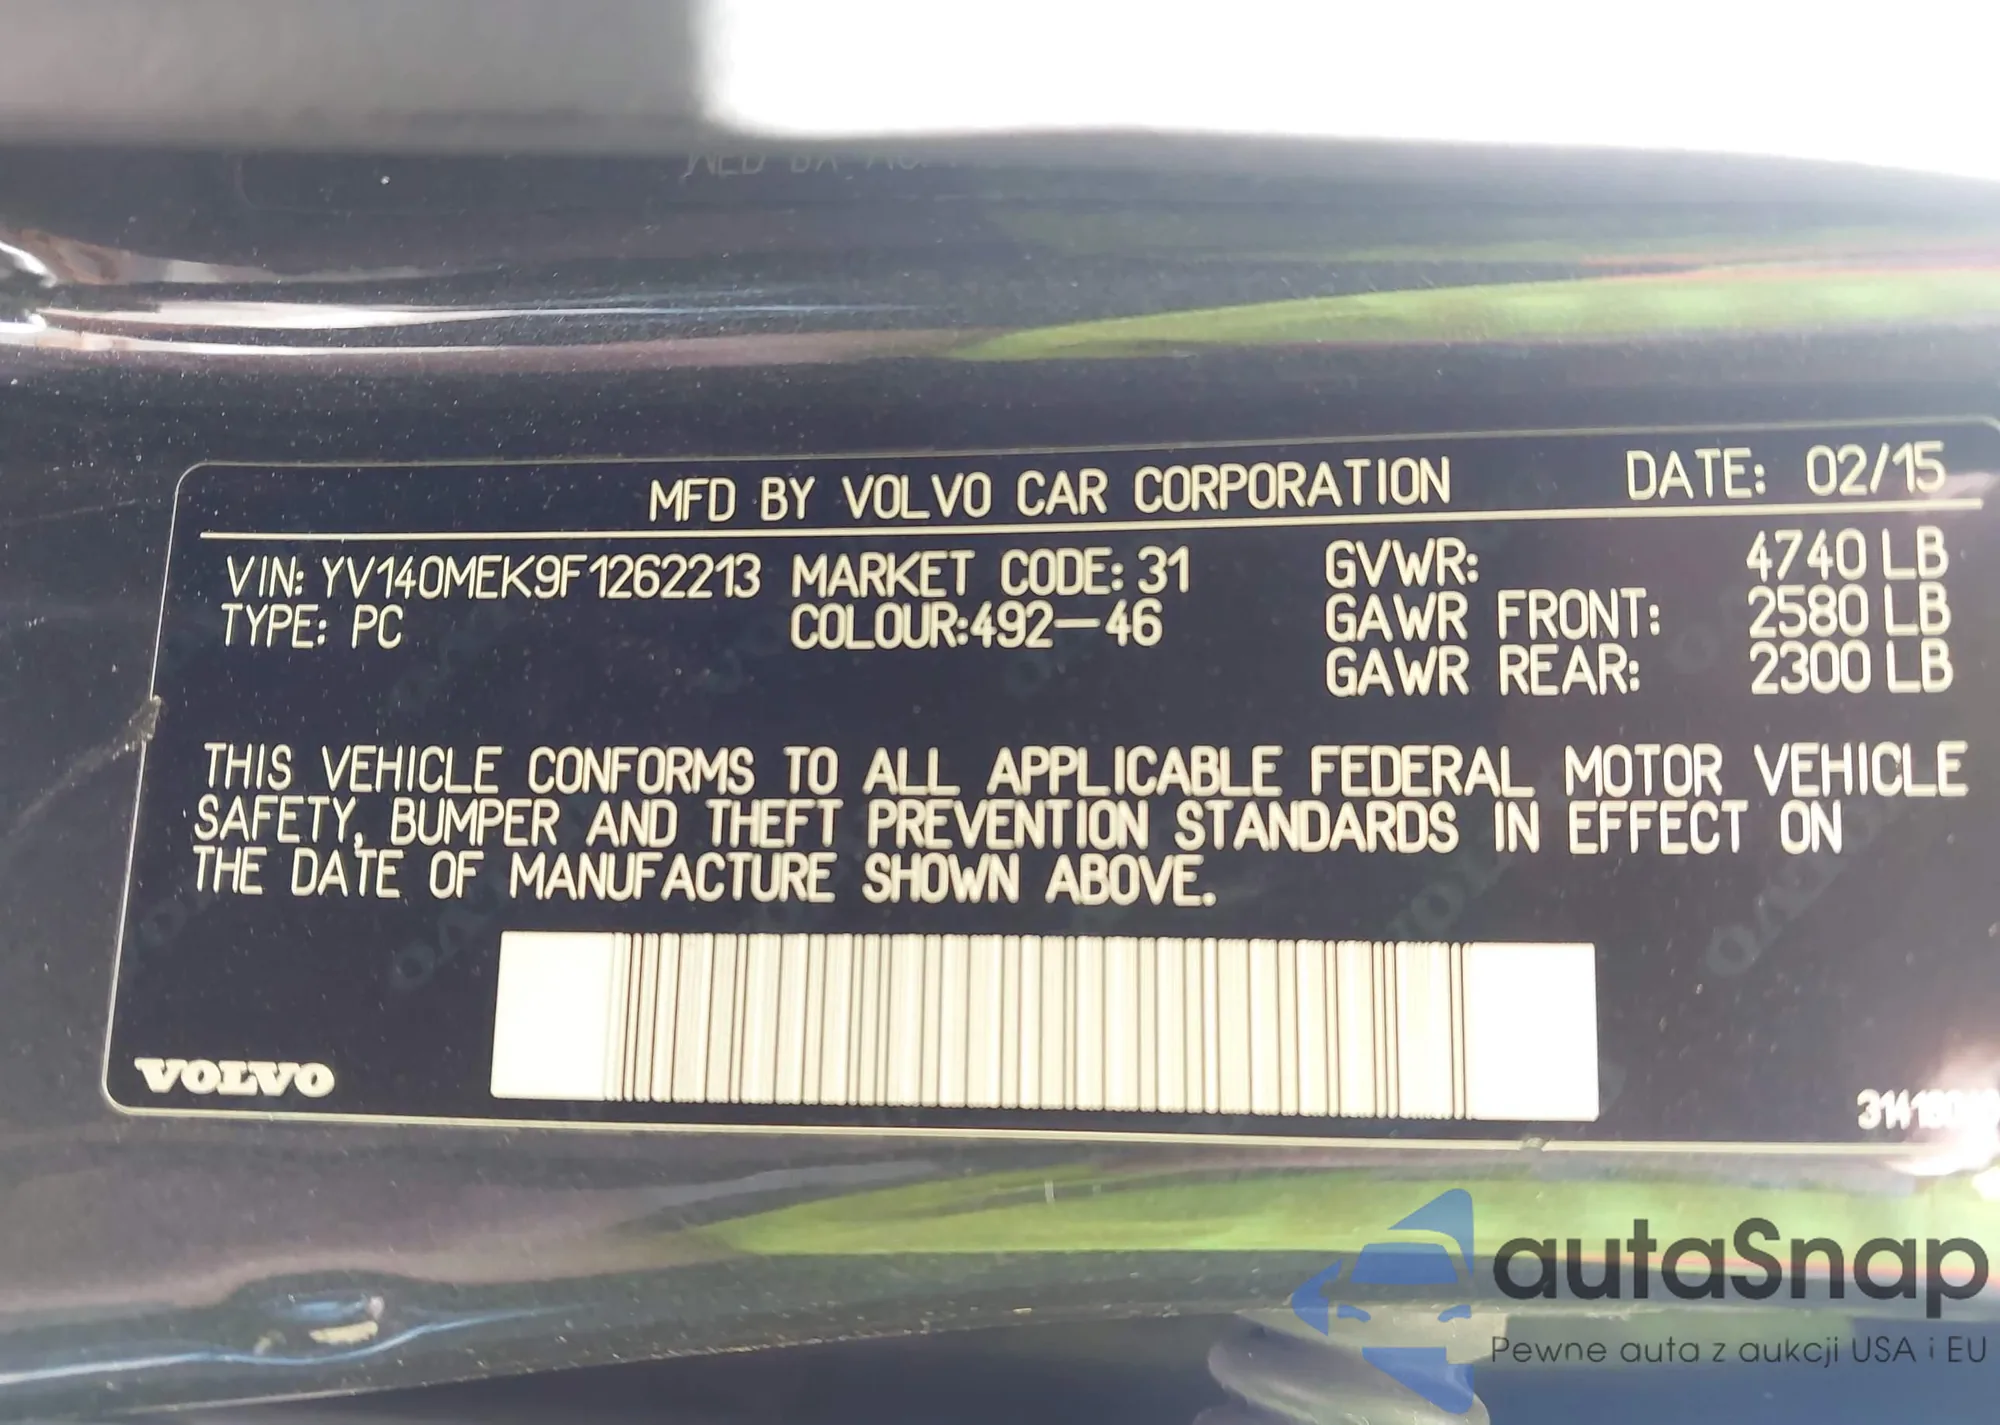 MFD BY VOLVO CAR CORPORATION DATE: 02/15
VIN: YV140MEK9F1262213 MARKET CODE: 31 GVWR: 4740 LB
TYPE: PC COLOUR:492-46 GAWR FRONT: 2580 LB
GAWR REAR: 2300 LB
THIS VEHICLE CONFORMS TO ALL APPLICABLE FEDERAL MOTOR VEHICLE
SAFETY, BUMPER AND THEFT PREVENTION STANDARDS IN EFFECT ON
THE DATE OF MANUFACTURE SHOWN ABOVE.
VOLVO
autaSnap
Pewne auta z aukcji USA i EU